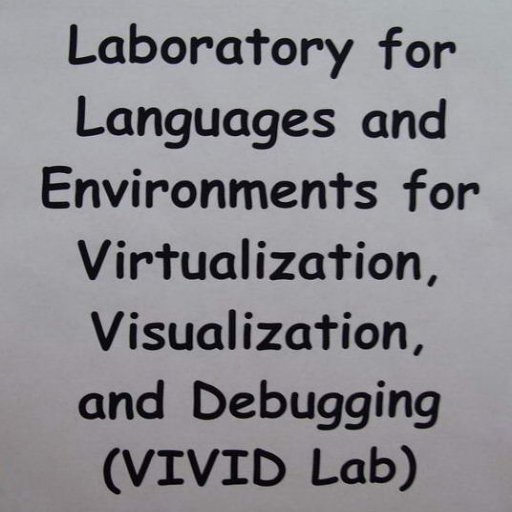 Laboratory for
Languages and
Environments for
Virtualization,
Visualization,
and Debugging
(VIVID Lab)